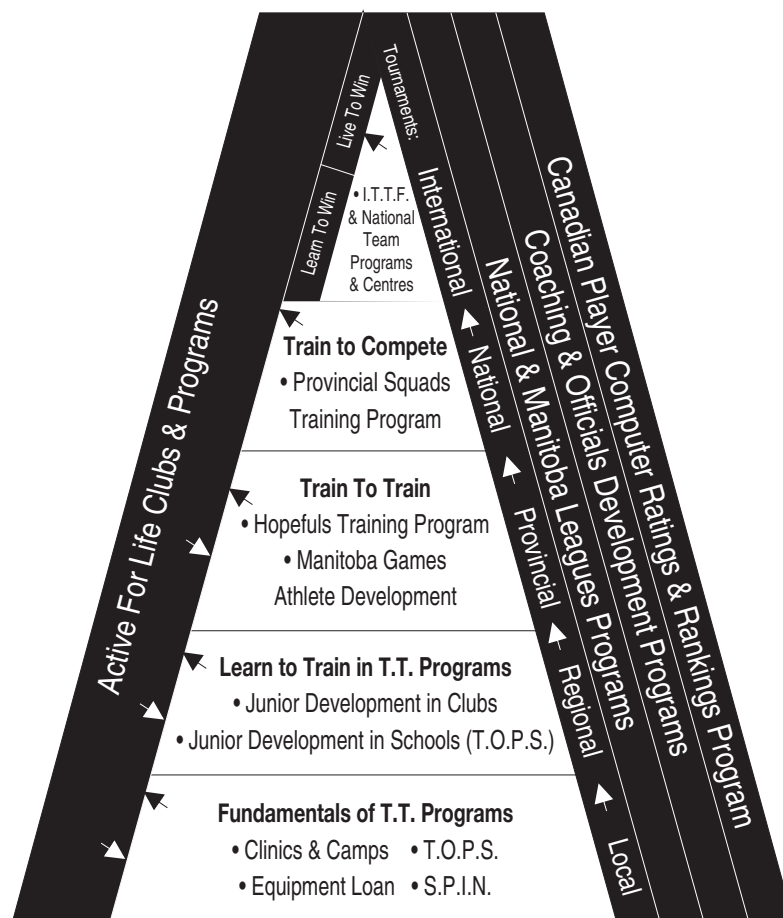 Active For Life Clubs & Programs
Live To Win
Learn To Win
• I.T.T.F.
& National
Team
Programs
& Centres
Train to Compete
• Provincial Squads
Training Program
Train To Train
• Hopefuls Training Program
• Manitoba Games
Athlete Development
Learn to Train in T.T. Programs
• Junior Development in Clubs
• Junior Development in Schools (T.O.P.S.)
Fundamentals of T.T. Programs
• Clinics & Camps • T.O.P.S.
• Equipment Loan • S.P.I.N.
Tournaments: International National Provincial Regional Local
National & Manitoba Leagues Programs
Coaching & Officials Development Programs
Canadian Player Computer Ratings & Rankings Program